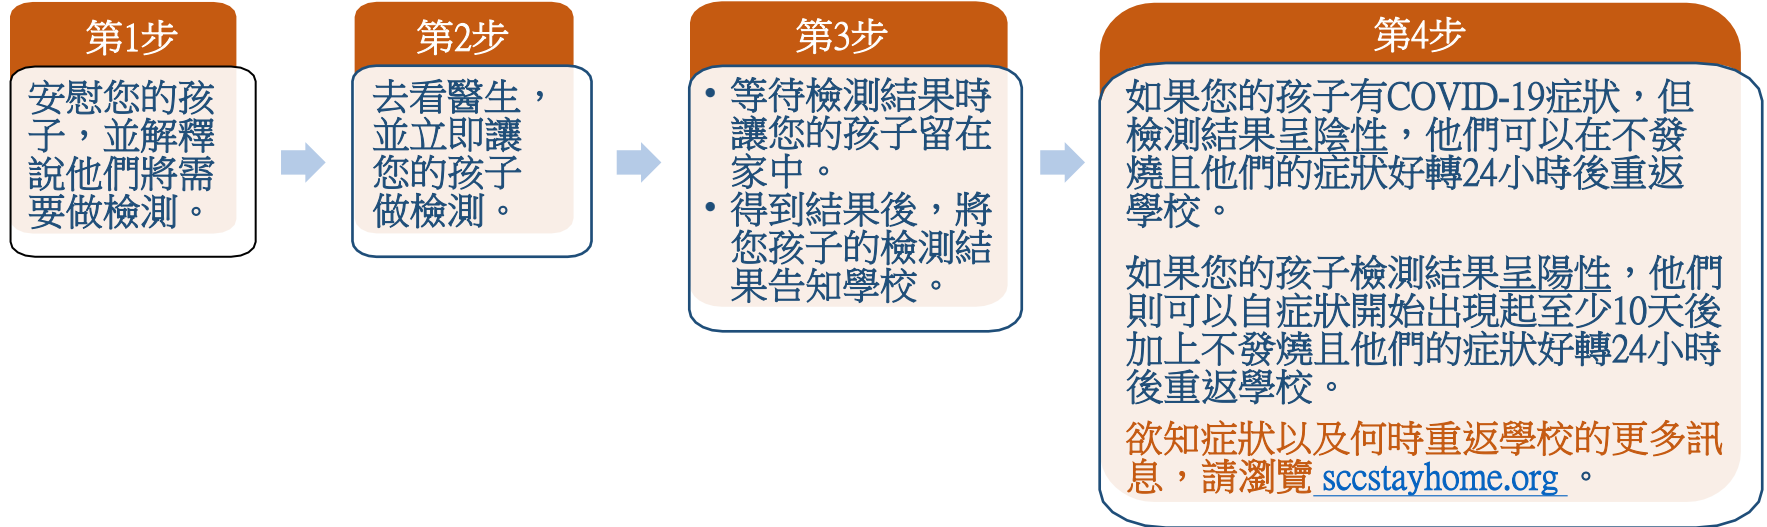 第1步
安慰您的孩
子，並解釋
說他們將需
要做檢測。
第2步
去看醫生，
並立即讓
您的孩子
做檢測。
第3步
• 等待檢測結果時
讓您的孩子留在
家中。
• 得到結果後，將
您孩子的檢測結
果告知學校。
第4步
如果您的孩子有COVID-19症狀，但
檢測結果呈陰性，他們可以在不發
燒且他們的症狀好轉24小時後重返
學校。
如果您的孩子檢測結果呈陽性，他們
則可以自症狀開始出現起至少10天後
加上不發燒且他們的症狀好轉24小時
後重返學校。
欲知症狀以及何時重返學校的更多訊
息，請瀏覽 sccstayhome.org 。